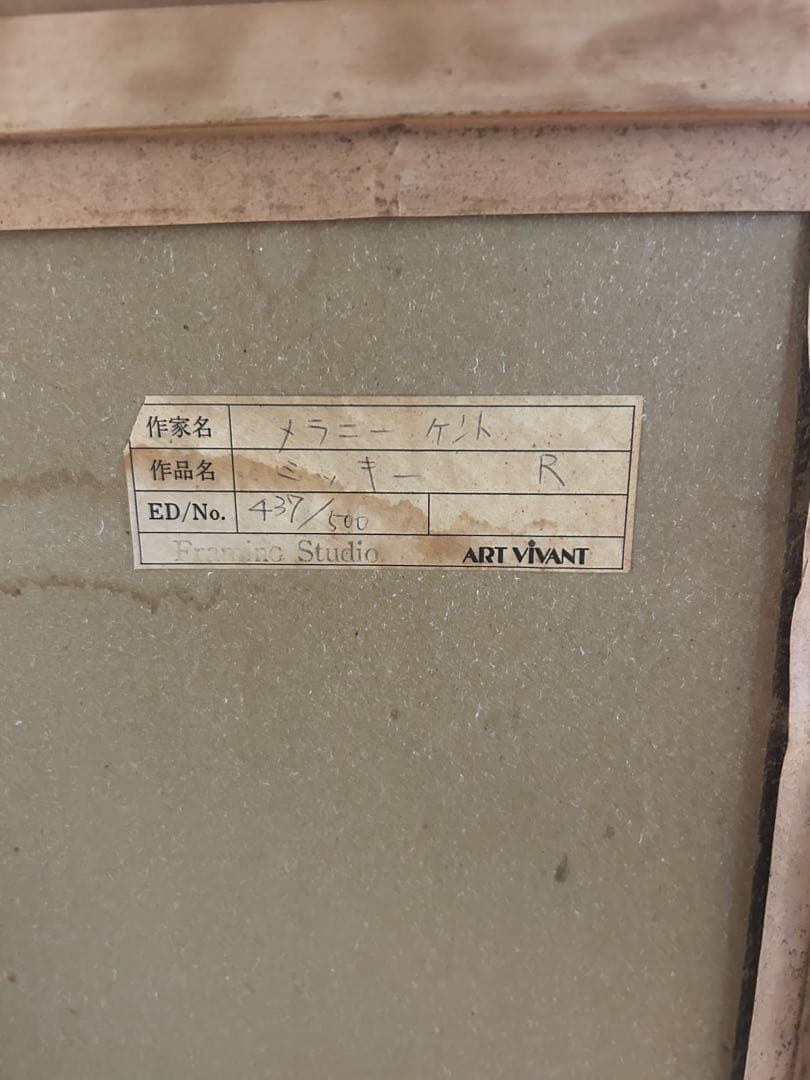 作家名 メラニー ケント
作品名 ミッキー R
ED/No. 437/500
Framing Studio ART ViVANT